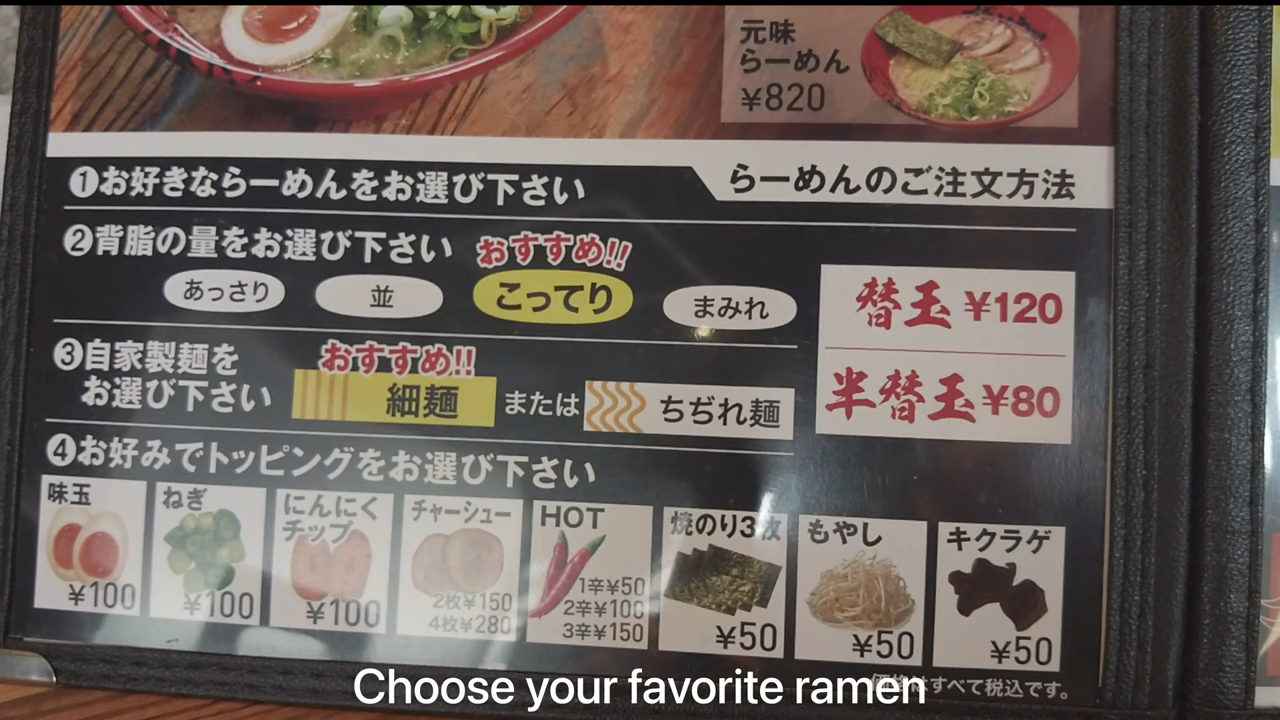 元味
らーめん
¥820
らーめんのご注文方法
①お好きならーめんをお選び下さい
②背脂の量をお選び下さい
おすすめ!!
あっさり 並 こってり まみれ
替玉 ¥120
半替玉 ¥80
③自家製麺を
お選び下さい
おすすめ!!
細麺 または ちぢれ麺
④お好みでトッピングをお選び下さい
味玉
¥100
ねぎ
¥100
にんにく
チップ
¥100
チャーシュー
2枚¥150
4枚¥280
HOT
1辛¥50
2辛¥100
3辛¥150
焼のり3枚
¥50
もやし
¥50
キクラゲ
¥50
価格はすべて税込です。
Choose your favorite ramen